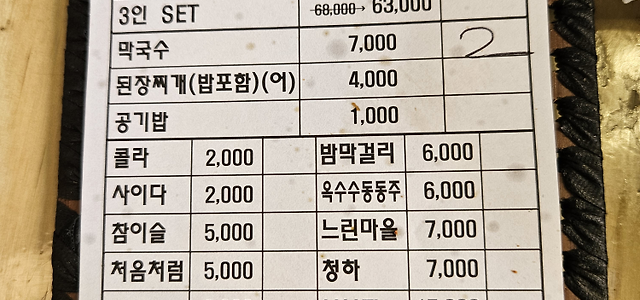 3인 SET 68,000→ 63,000
막국수 7,000 2
된장찌개(밥포함)(어) 4,000
공기밥 1,000
콜라 2,000 밤막걸리 6,000
사이다 2,000 옥수수동동주 6,000
참이슬 5,000 느린마을 7,000
처음처럼 5,000 청하 7,000